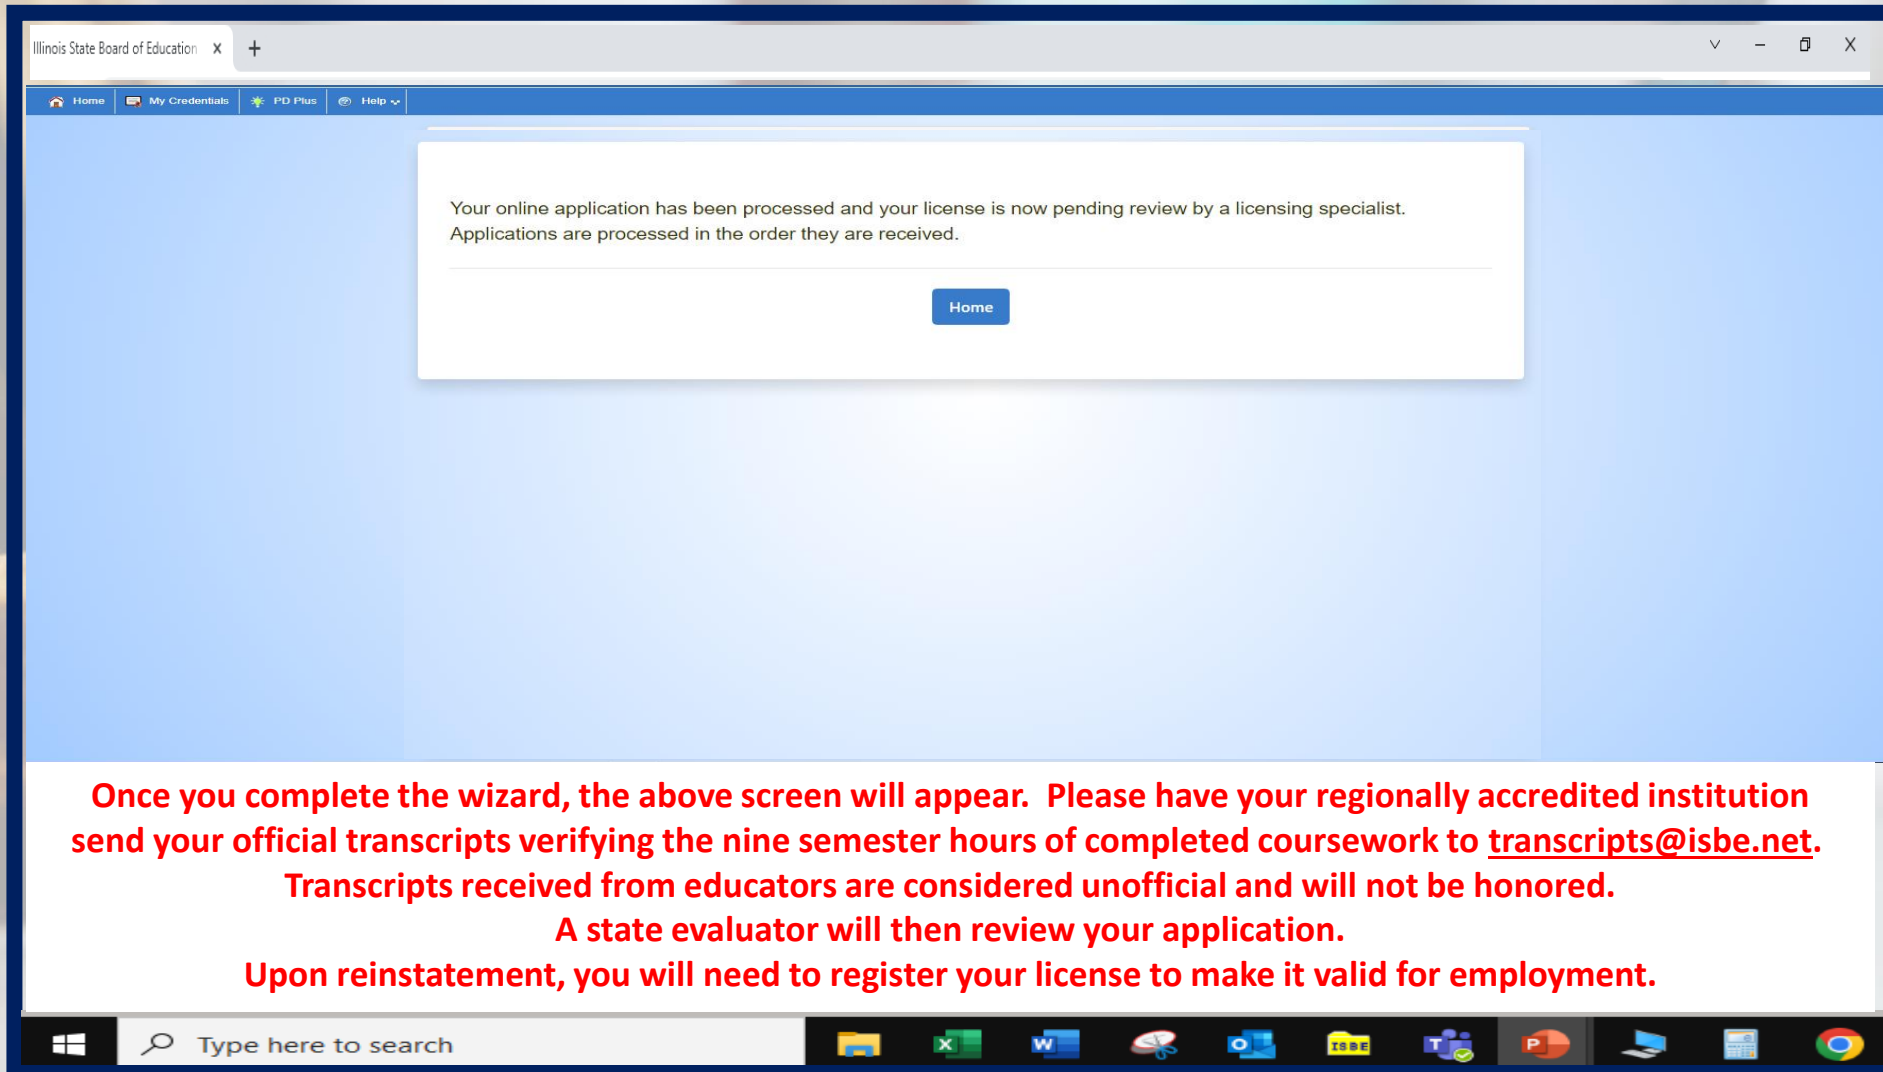 Illinois State Board of Education X +
Home My Credentials PD Plus Help
Your online application has been processed and your license is now pending review by a licensing specialist.
Applications are processed in the order they are received.
Home
Once you complete the wizard, the above screen will appear.  Please have your regionally accredited institution
send your official transcripts verifying the nine semester hours of completed coursework to transcripts@isbe.net.
Transcripts received from educators are considered unofficial and will not be honored.
A state evaluator will then review your application.
Upon reinstatement, you will need to register your license to make it valid for employment.
Type here to search
ISBE